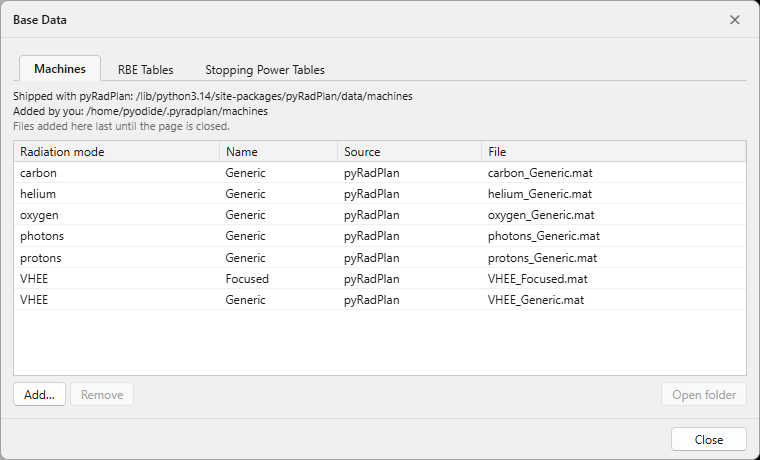 Base Data
Machines RBE Tables Stopping Power Tables
Shipped with pyRadPlan: /lib/python3.14/site-packages/pyRadPlan/data/machines
Added by you: /home/pyodide/.pyradplan/machines
Files added here last until the page is closed.
Radiation mode Name Source File
carbon Generic pyRadPlan carbon_Generic.mat
helium Generic pyRadPlan helium_Generic.mat
oxygen Generic pyRadPlan oxygen_Generic.mat
photons Generic pyRadPlan photons_Generic.mat
protons Generic pyRadPlan protons_Generic.mat
VHEE Focused pyRadPlan VHEE_Focused.mat
VHEE Generic pyRadPlan VHEE_Generic.mat
Add... Remove Open folder
Close